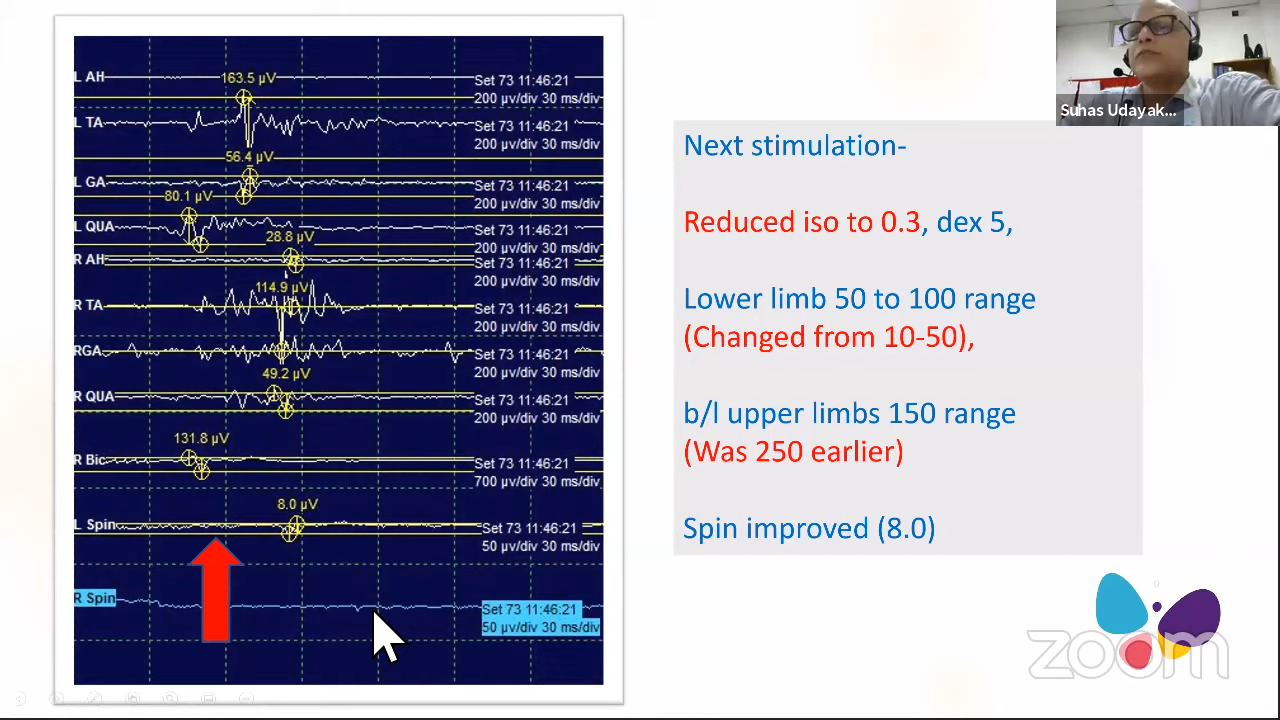 L AH
163.5 µV
Set 73 11:46:21
200 µv/div 30 ms/div
L TA
Set 73 11:46:21
200 µv/div 30 ms/div
56.4 µV
L GA
Set 73 11:46:21
200 µv/div 30 ms/div
80.1 µV
L QUA
Set 73 11:46:21
200 µv/div 30 ms/div
28.8 µV
R AH
Set 73 11:46:21
200 µv/div 30 ms/div
114.9 µV
R TA
Set 73 11:46:21
200 µv/div 30 ms/div
RGA
Set 73 11:46:21
200 µv/div 30 ms/div
49.2 µV
R QUA
Set 73 11:46:21
200 µv/div 30 ms/div
131.8 µV
R Bic
Set 73 11:46:21
700 µv/div 30 ms/div
8.0 µV
L Spin
Set 73 11:46:21
50 µv/div 30 ms/div
R Spin
Set 73 11:46:21
50 µv/div 30 ms/div
Suhas Udayak...
Next stimulation-
Reduced iso to 0.3, dex 5,
Lower limb 50 to 100 range
(Changed from 10-50),
b/l upper limbs 150 range
(Was 250 earlier)
Spin improved (8.0)
zoom